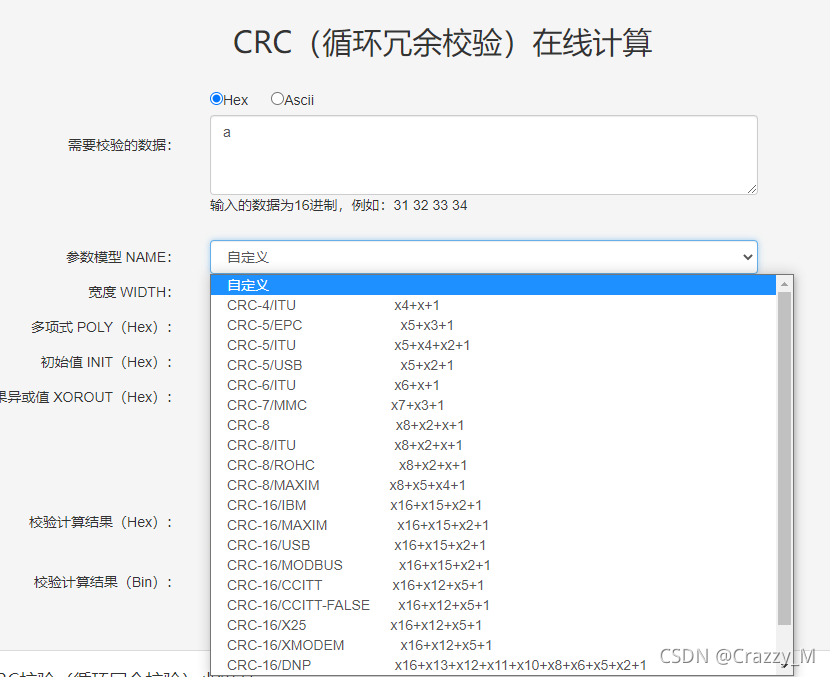 CRC（循环冗余校验）在线计算
Hex Ascii
需要校验的数据：
a
输入的数据为16进制，例如：31 32 33 34
参数模型 NAME：
自定义
宽度 WIDTH：
多项式 POLY（Hex）：
初始值 INIT（Hex）：
果异或值 XOROUT（Hex）：
校验计算结果（Hex）：
校验计算结果（Bin）：
自定义
CRC-4/ITU x4+x+1
CRC-5/EPC x5+x3+1
CRC-5/ITU x5+x4+x2+1
CRC-5/USB x5+x2+1
CRC-6/ITU x6+x+1
CRC-7/MMC x7+x3+1
CRC-8 x8+x2+x+1
CRC-8/ITU x8+x2+x+1
CRC-8/ROHC x8+x2+x+1
CRC-8/MAXIM x8+x5+x4+1
CRC-16/IBM x16+x15+x2+1
CRC-16/MAXIM x16+x15+x2+1
CRC-16/USB x16+x15+x2+1
CRC-16/MODBUS x16+x15+x2+1
CRC-16/CCITT x16+x12+x5+1
CRC-16/CCITT-FALSE x16+x12+x5+1
CRC-16/X25 x16+x12+x5+1
CRC-16/XMODEM x16+x12+x5+1
CRC-16/DNP x16+x13+x12+x11+x10+x8+x6+x5+x2+1
CSDN @Crazzy_M